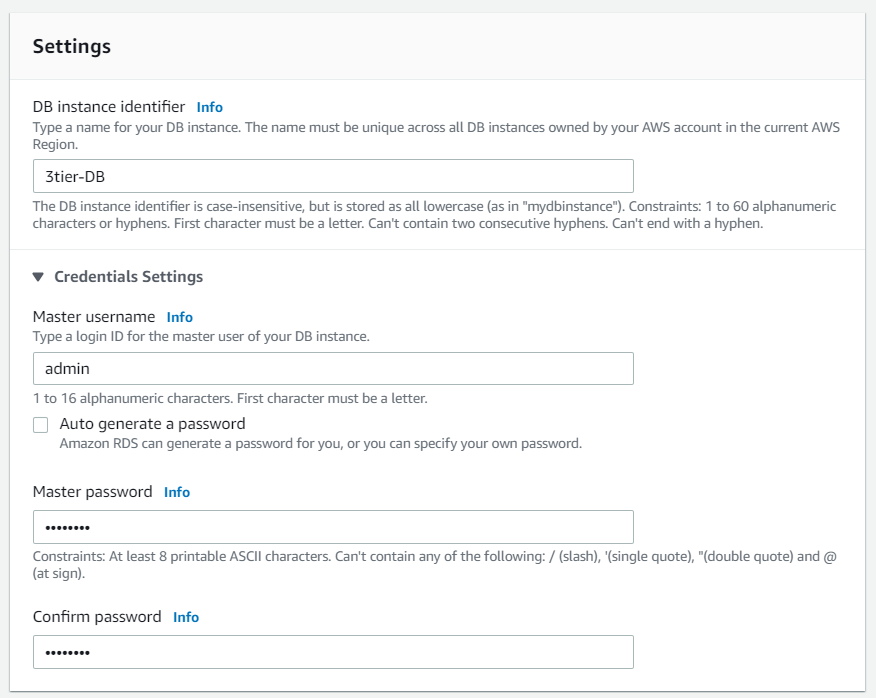 Settings
DB instance identifier Info
Type a name for your DB instance. The name must be unique across all DB instances owned by your AWS account in the current AWS
Region.
3tier-DB
The DB instance identifier is case-insensitive, but is stored as all lowercase (as in "mydbinstance"). Constraints: 1 to 60 alphanumeric
characters or hyphens. First character must be a letter. Can't contain two consecutive hyphens. Can't end with a hyphen.
▼ Credentials Settings
Master username Info
Type a login ID for the master user of your DB instance.
admin
1 to 16 alphanumeric characters. First character must be a letter.
Auto generate a password
Amazon RDS can generate a password for you, or you can specify your own password.
Master password Info
••••••••
Constraints: At least 8 printable ASCII characters. Can't contain any of the following: / (slash), '(single quote), "(double quote) and @
(at sign).
Confirm password Info
••••••••